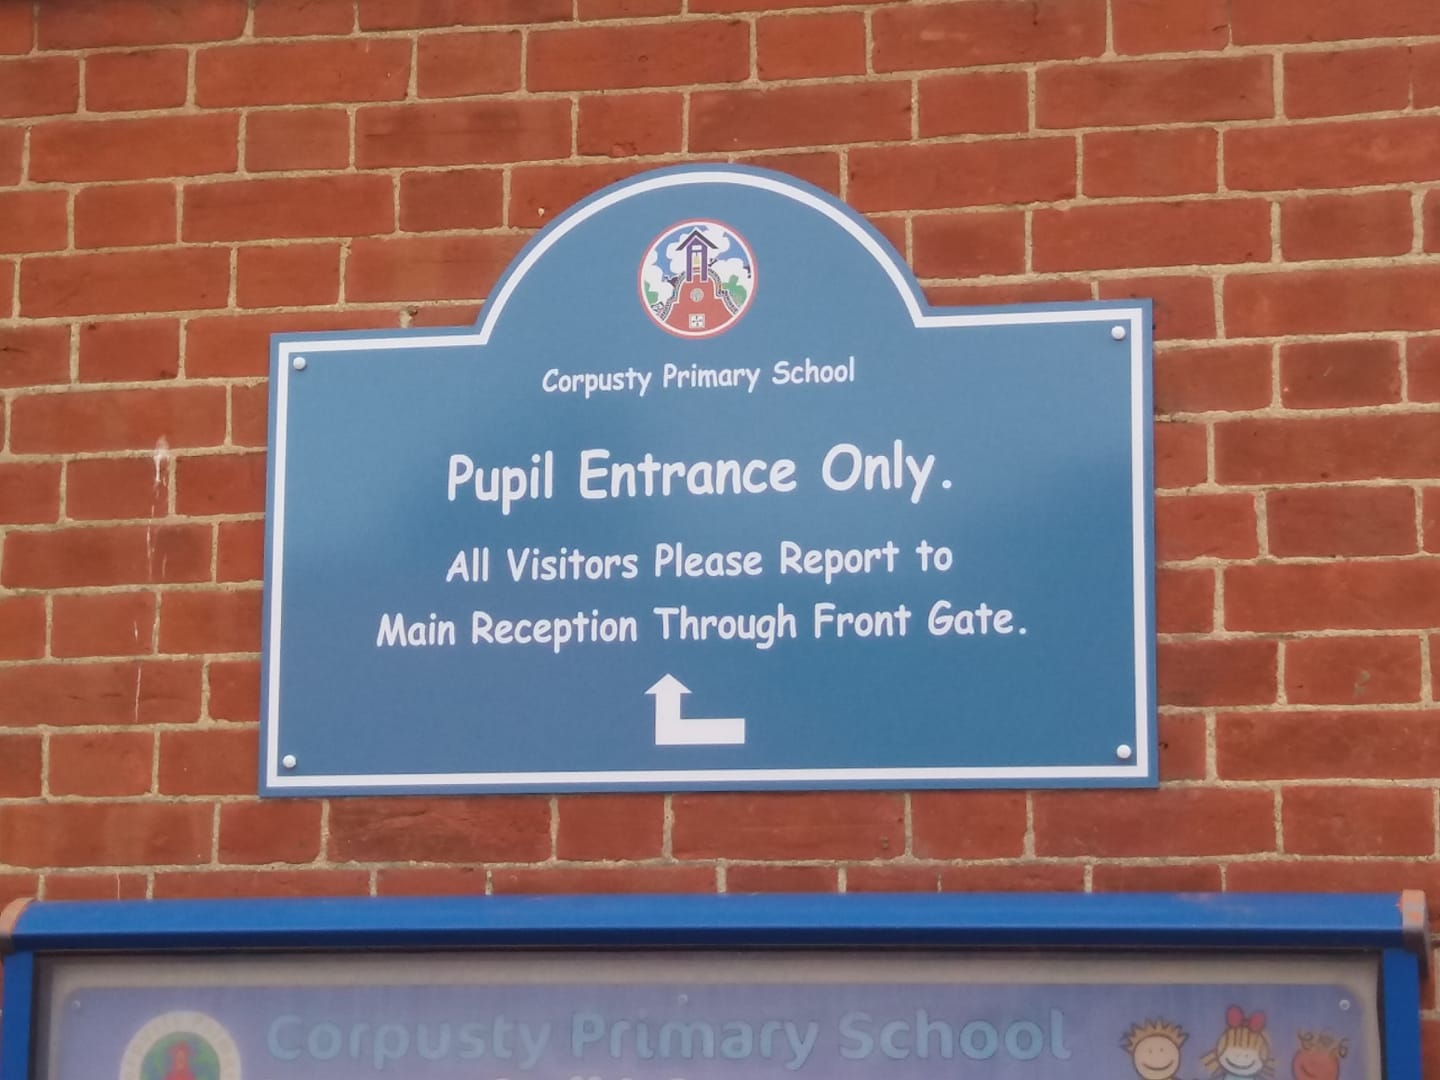 Corpusty Primary School
Pupil Entrance Only.
All Visitors Please Report to
Main Reception Through Front Gate.
Corpusty Primary School